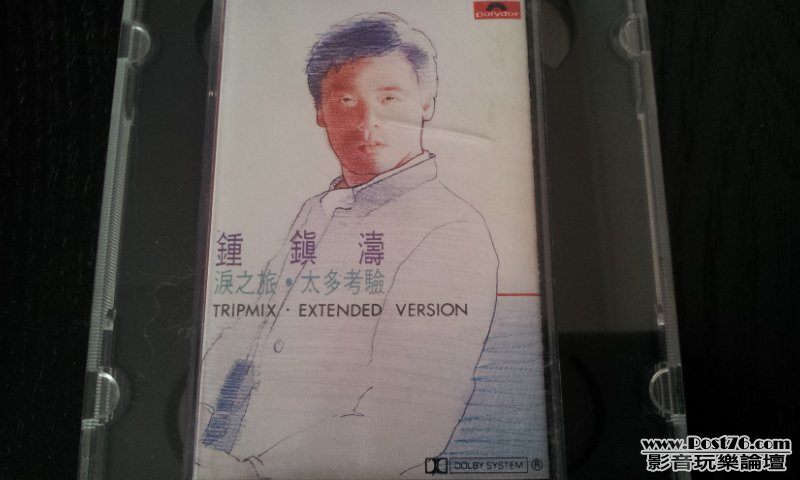 polydor
鍾鎮濤
淚之旅・太多考驗
TRIPMIX · EXTENDED VERSION
DOLBY SYSTEM ®
www.Post76.com
影音玩樂論壇